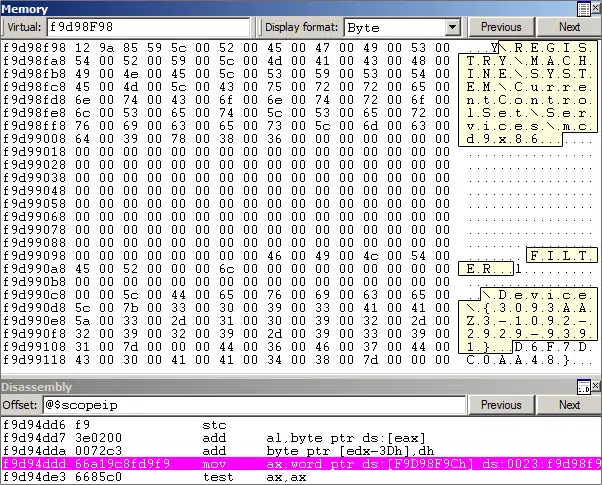 Memory
Virtual: f9d98F98 Display format: Byte Previous Next
f9d98f98 12 9a 85 59 5c 00 52 00 45 00 47 00 49 00 53 00 ...Y\.R.E.G.I.S.
f9d98fa8 54 00 52 00 59 00 5c 00 4d 00 41 00 43 00 48 00 T.R.Y.\.M.A.C.H.
f9d98fb8 49 00 4e 00 45 00 5c 00 53 00 59 00 53 00 54 00 I.N.E.\.S.Y.S.T.
f9d98fc8 45 00 4d 00 5c 00 43 00 75 00 72 00 72 00 65 00 E.M.\.C.u.r.r.e.
f9d98fd8 6e 00 74 00 43 00 6f 00 6e 00 74 00 72 00 6f 00 n.t.C.o.n.t.r.o.
f9d98fe8 6c 00 53 00 65 00 74 00 5c 00 53 00 65 00 72 00 l.S.e.t.\.S.e.r.
f9d98ff8 76 00 69 00 63 00 65 00 73 00 5c 00 6d 00 63 00 v.i.c.e.s.\.m.c.
f9d99008 64 00 39 00 78 00 38 00 36 00 00 00 00 00 00 00 d.9.x.8.6.......
f9d99018 00 00 00 00 00 00 00 00 00 00 00 00 00 00 00 00 ................
f9d99028 00 00 00 00 00 00 00 00 00 00 00 00 00 00 00 00 ................
f9d99038 00 00 00 00 00 00 00 00 00 00 00 00 00 00 00 00 ................
f9d99048 00 00 00 00 00 00 00 00 00 00 00 00 00 00 00 00 ................
f9d99058 00 00 00 00 00 00 00 00 00 00 00 00 00 00 00 00 ................
f9d99068 00 00 00 00 00 00 00 00 00 00 00 00 00 00 00 00 ................
f9d99078 00 00 00 00 00 00 00 00 00 00 00 00 00 00 00 00 ................
f9d99088 00 00 00 00 00 00 00 00 00 00 00 00 00 00 00 00 ................
f9d99098 00 00 00 00 00 00 00 00 46 00 49 00 4c 00 54 00 ........F.I.L.T.
f9d990a8 45 00 52 00 00 00 6c 00 00 00 00 00 00 00 00 00 E.R...l.........
f9d990b8 00 00 00 00 00 00 00 00 00 00 00 00 00 00 00 00 ................
f9d990c8 00 00 5c 00 44 00 65 00 76 00 69 00 63 00 65 00 ..\.D.e.v.i.c.e.
f9d990d8 5c 00 7b 00 33 00 30 00 39 00 33 00 41 00 41 00 \.{.3.0.9.3.A.A.
f9d990e8 5a 00 33 00 2d 00 31 00 30 00 39 00 32 00 2d 00 Z.3.-.1.0.9.2.-.
f9d990f8 32 00 39 00 32 00 39 00 2d 00 39 00 33 00 39 00 2.9.2.9.-.9.3.9.
f9d99108 31 00 7d 00 00 00 44 00 36 00 46 00 37 00 44 00 1.}...D.6.F.7.D.
f9d99118 43 00 30 00 41 00 41 00 34 00 38 00 7d 00 00 00 C.0.A.A.4.8.}...
Disassembly
Offset: @$scopeip Previous Next
f9d94dd6 f9 stc
f9d94dd7 3e0200 add al,byte ptr ds:[eax]
f9d94dda 0072c3 add byte ptr [edx-3Dh],dh
f9d94ddd 66a19c8fd9f9 mov ax,word ptr ds:[F9D98F9Ch] ds:0023:f9d98f9
f9d94de3 6685c0 test ax,ax